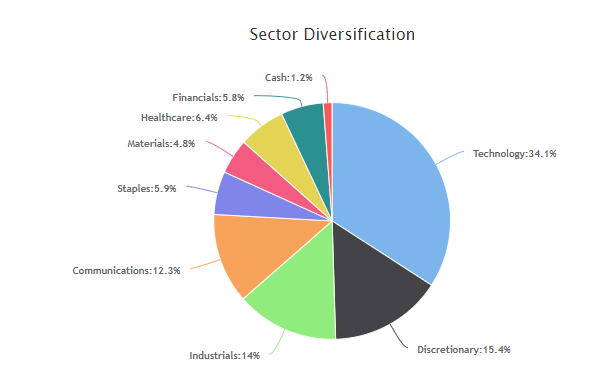 Sector Diversification
Cash:1.2%
Financials:5.8%
Healthcare:6.4%
Materials:4.8%
Technology:34.1%
Staples:5.9%
Communications:12.3%
Discretionary:15.4%
Industrials:14%